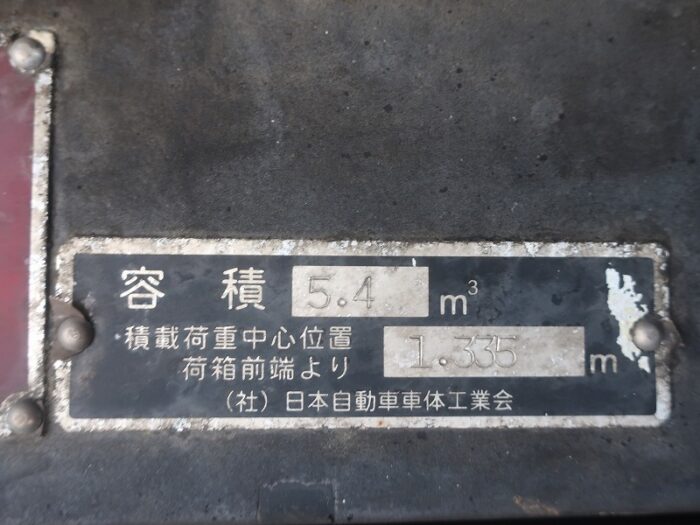 容積 5.4 m³
積載荷重中心位置
荷箱前端より 1.335 m
(社)日本自動車車体工業会